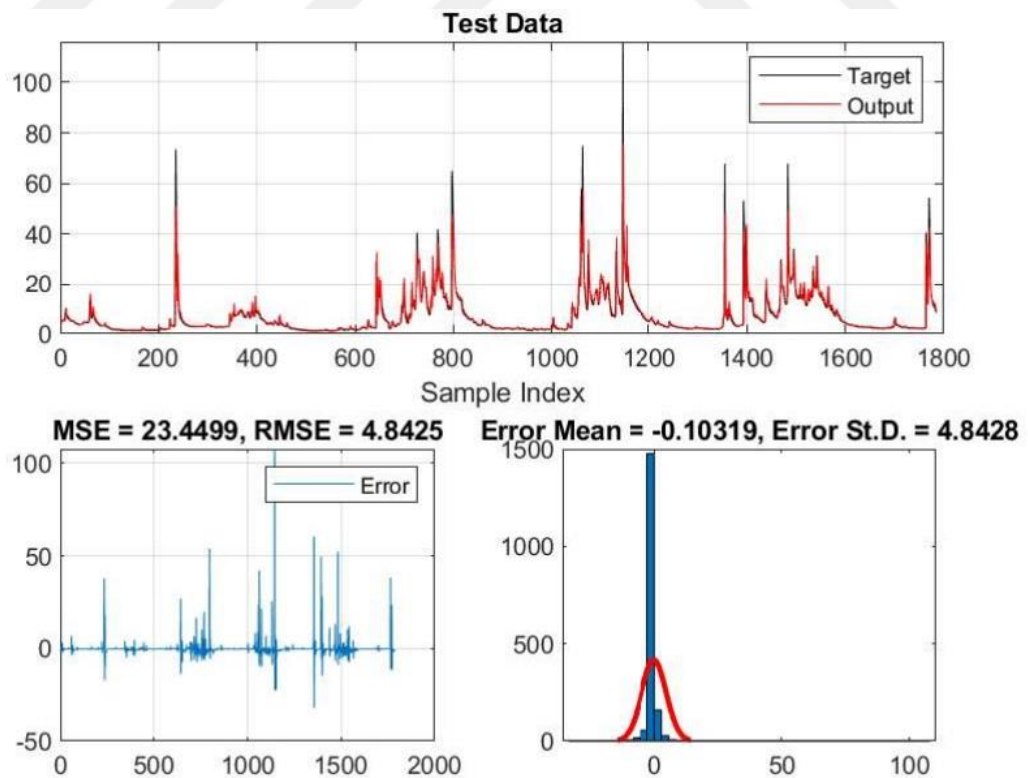 Test Data
100
80
60
40
20
0
Target
Output
0 200 400 600 800 1000 1200 1400 1600 1800
Sample Index
MSE = 23.4499, RMSE = 4.8425
100
50
0
-50
Error
0 500 1000 1500 2000
Error Mean = -0.10319, Error St.D. = 4.8428
1500
1000
500
0
0 50 100